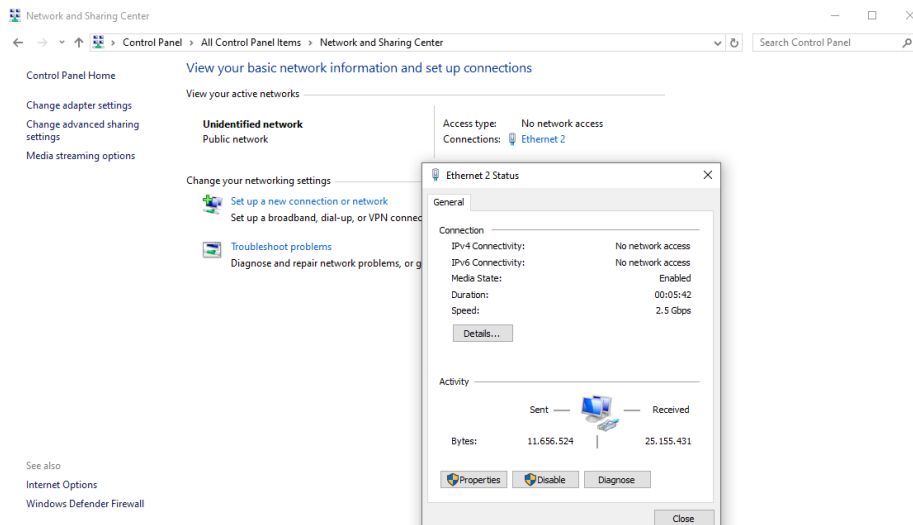 Network and Sharing Center
Control Panel > All Control Panel Items > Network and Sharing Center
Search Control Panel
Control Panel Home
Change adapter settings
Change advanced sharing
settings
Media streaming options
See also
Internet Options
Windows Defender Firewall
View your basic network information and set up connections
View your active networks
Unidentified network
Public network
Access type: No network access
Connections: Ethernet 2
Change your networking settings
Set up a new connection or network
Set up a broadband, dial-up, or VPN connec
Troubleshoot problems
Diagnose and repair network problems, or g
Ethernet 2 Status
General
Connection
IPv4 Connectivity: No network access
IPv6 Connectivity: No network access
Media State: Enabled
Duration: 00:05:42
Speed: 2.5 Gbps
Details...
Activity
Sent Received
Bytes: 11.656.524 25.155.431
Properties Disable Diagnose
Close